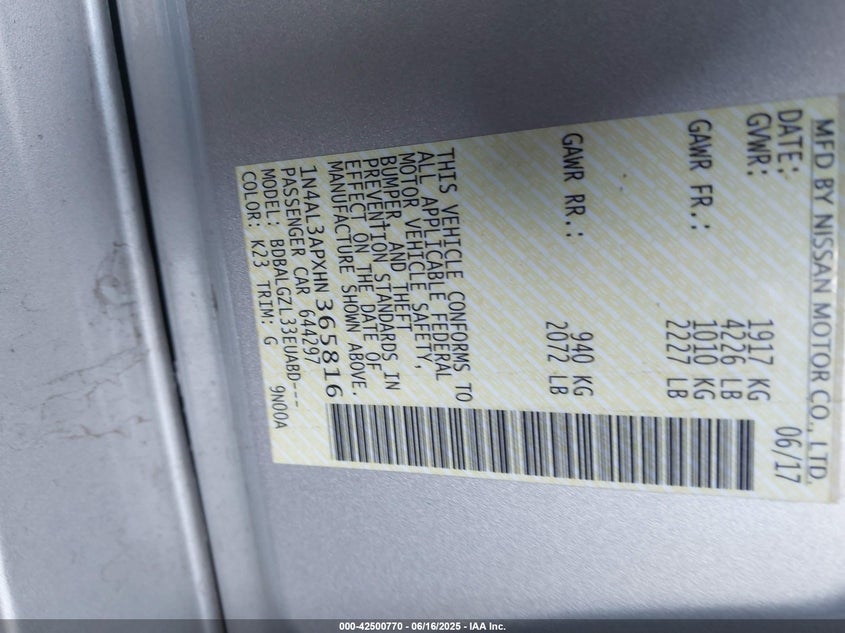 MFD BY NISSAN MOTOR CO., LTD.
DATE: 06/17
GVWR: 1917 KG
4226 LB
GAWR FR.: 1010 KG
2227 LB
GAWR RR.: 940 KG
2072 LB
THIS VEHICLE CONFORMS TO
ALL APPLICABLE FEDERAL
MOTOR VEHICLE SAFETY,
BUMPER, AND THEFT
PREVENTION STANDARDS IN
EFFECT ON THE DATE OF
MANUFACTURE SHOWN ABOVE.
1N4AL3APXHN365816
PASSENGER CAR 644297
MODEL: BDBALGZL33EUABD---
COLOR: K23 TRIM: G 9N00A
000-42500770 - 06/16/2025 - IAA Inc.